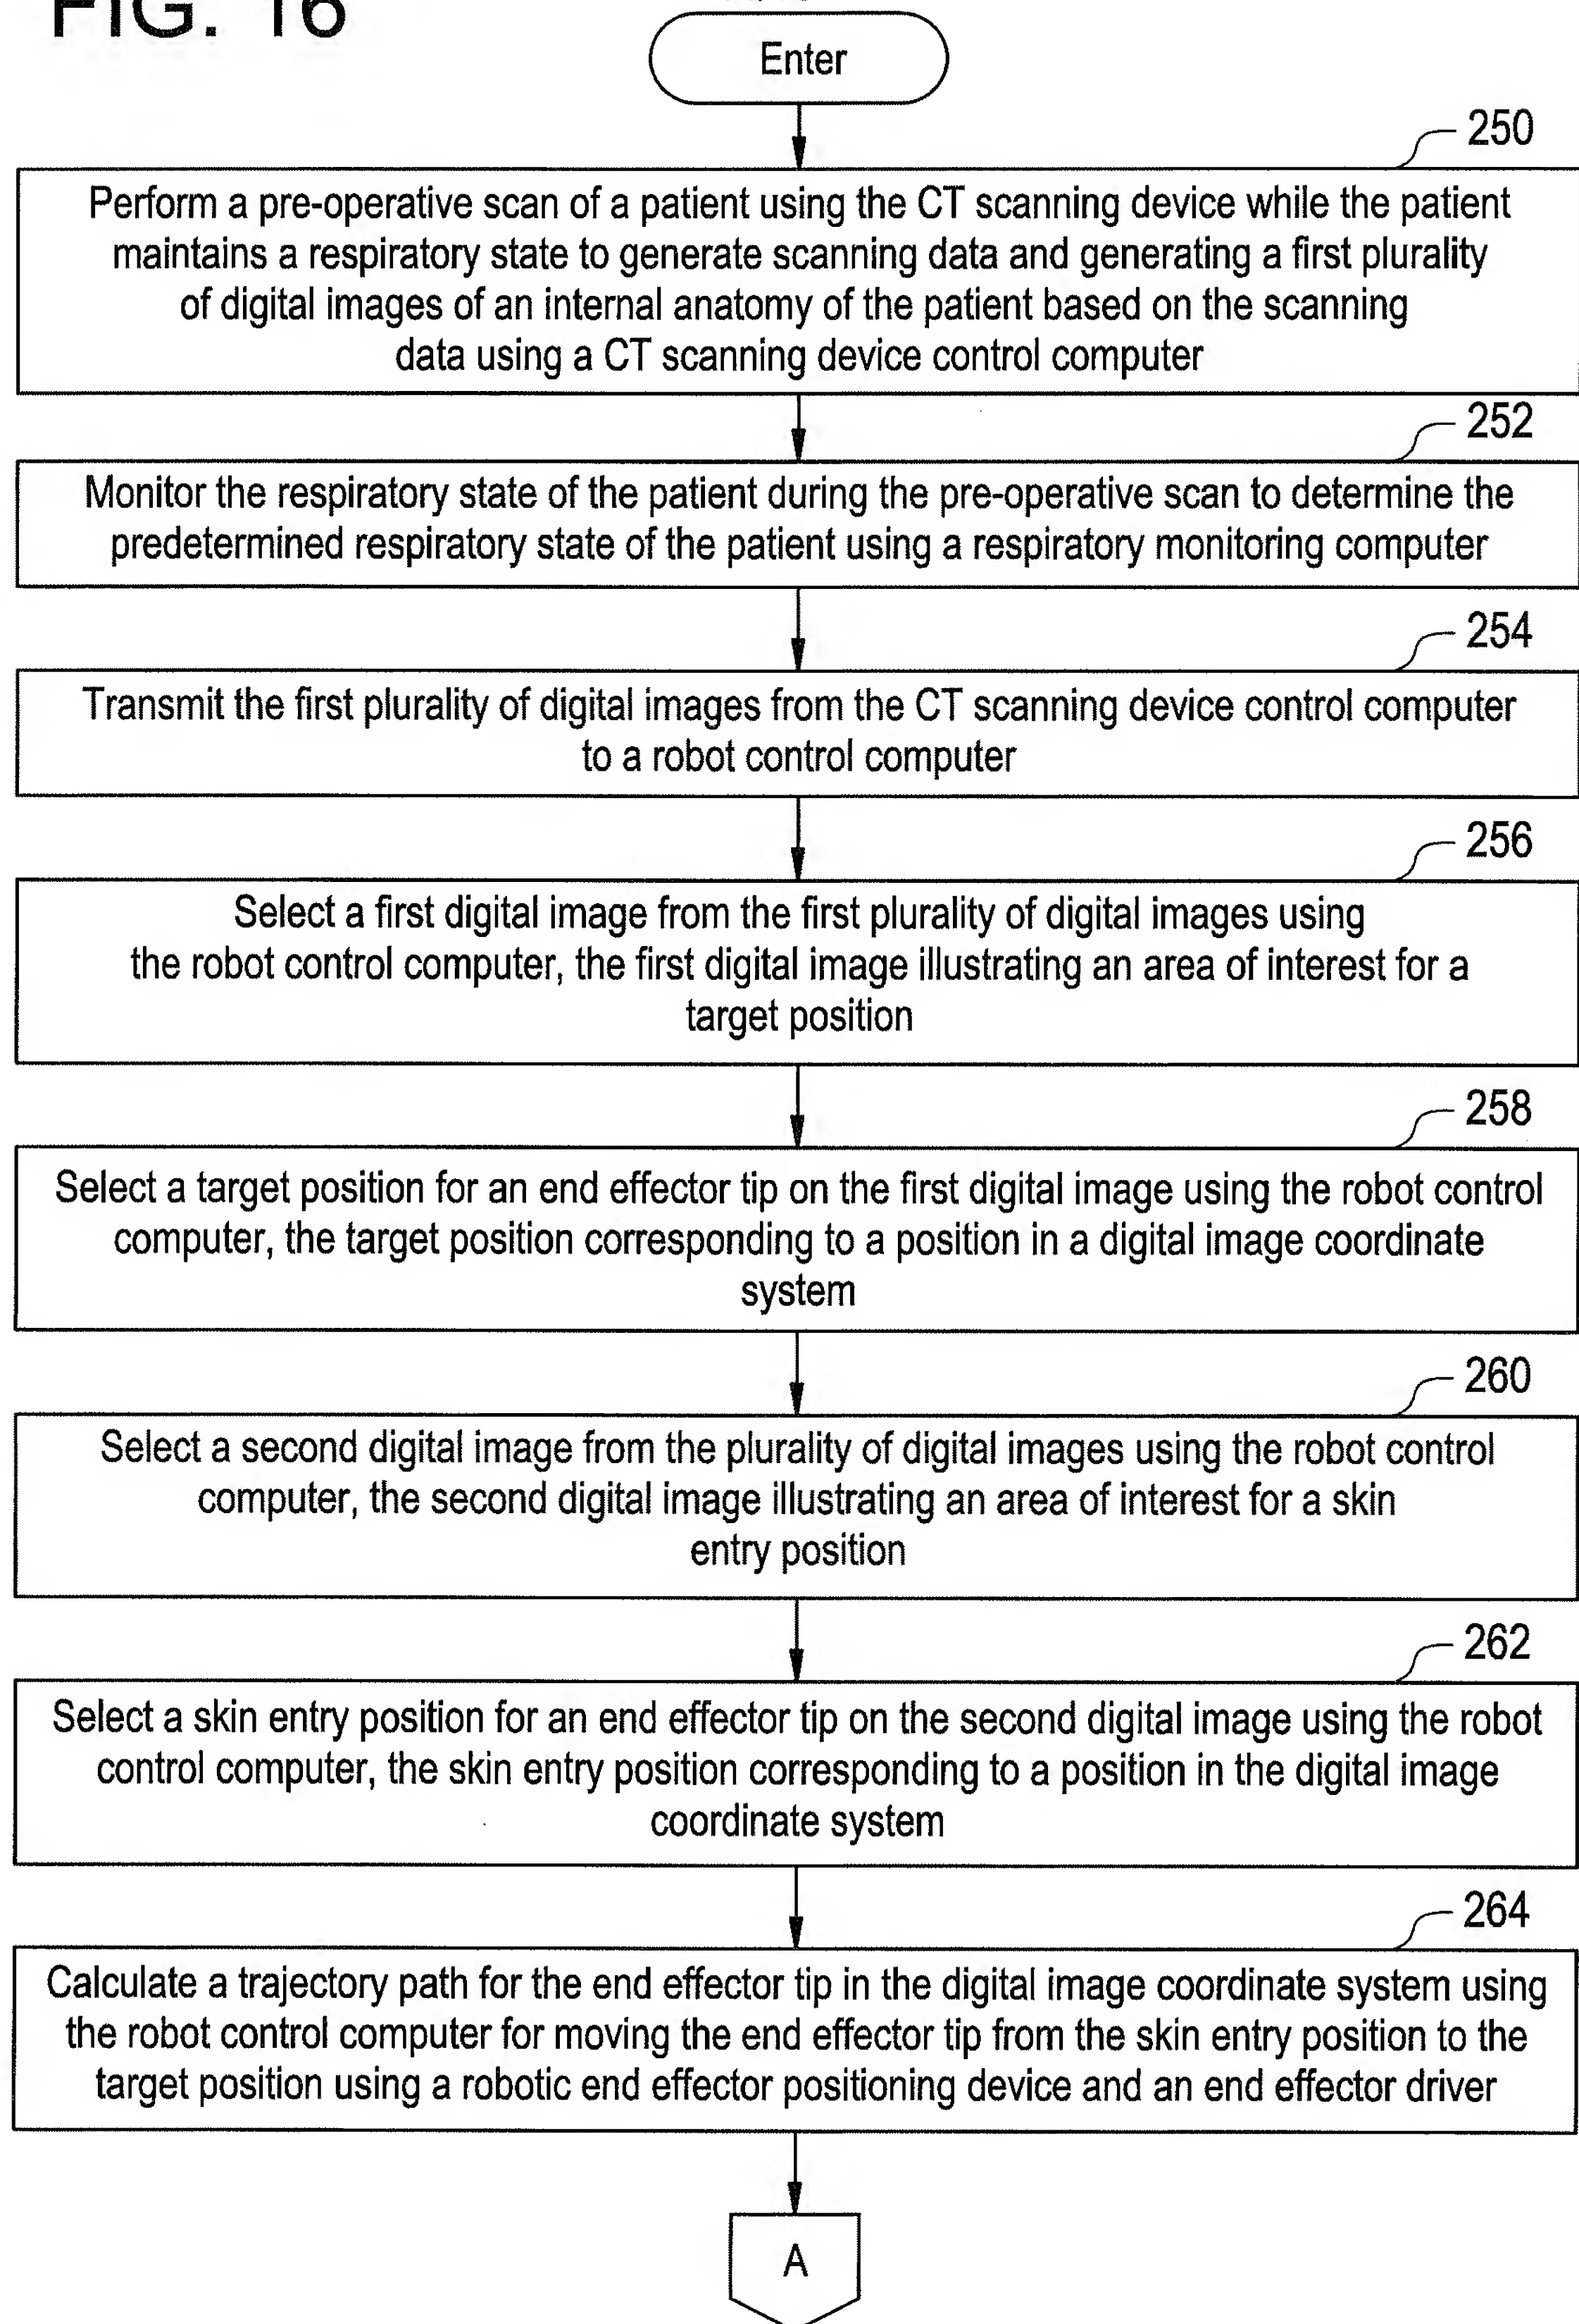 FIG. 16
Enter
250
Perform a pre-operative scan of a patient using the CT scanning device while the patient
maintains a respiratory state to generate scanning data and generating a first plurality
of digital images of an internal anatomy of the patient based on the scanning
data using a CT scanning device control computer
252
Monitor the respiratory state of the patient during the pre-operative scan to determine the
predetermined respiratory state of the patient using a respiratory monitoring computer
254
Transmit the first plurality of digital images from the CT scanning device control computer
to a robot control computer
256
Select a first digital image from the first plurality of digital images using
the robot control computer, the first digital image illustrating an area of interest for a
target position
258
Select a target position for an end effector tip on the first digital image using the robot control
computer, the target position corresponding to a position in a digital image coordinate
system
260
Select a second digital image from the plurality of digital images using the robot control
computer, the second digital image illustrating an area of interest for a skin
entry position
262
Select a skin entry position for an end effector tip on the second digital image using the robot
control computer, the skin entry position corresponding to a position in the digital image
coordinate system
264
Calculate a trajectory path for the end effector tip in the digital image coordinate system using
the robot control computer for moving the end effector tip from the skin entry position to the
target position using a robotic end effector positioning device and an end effector driver
A